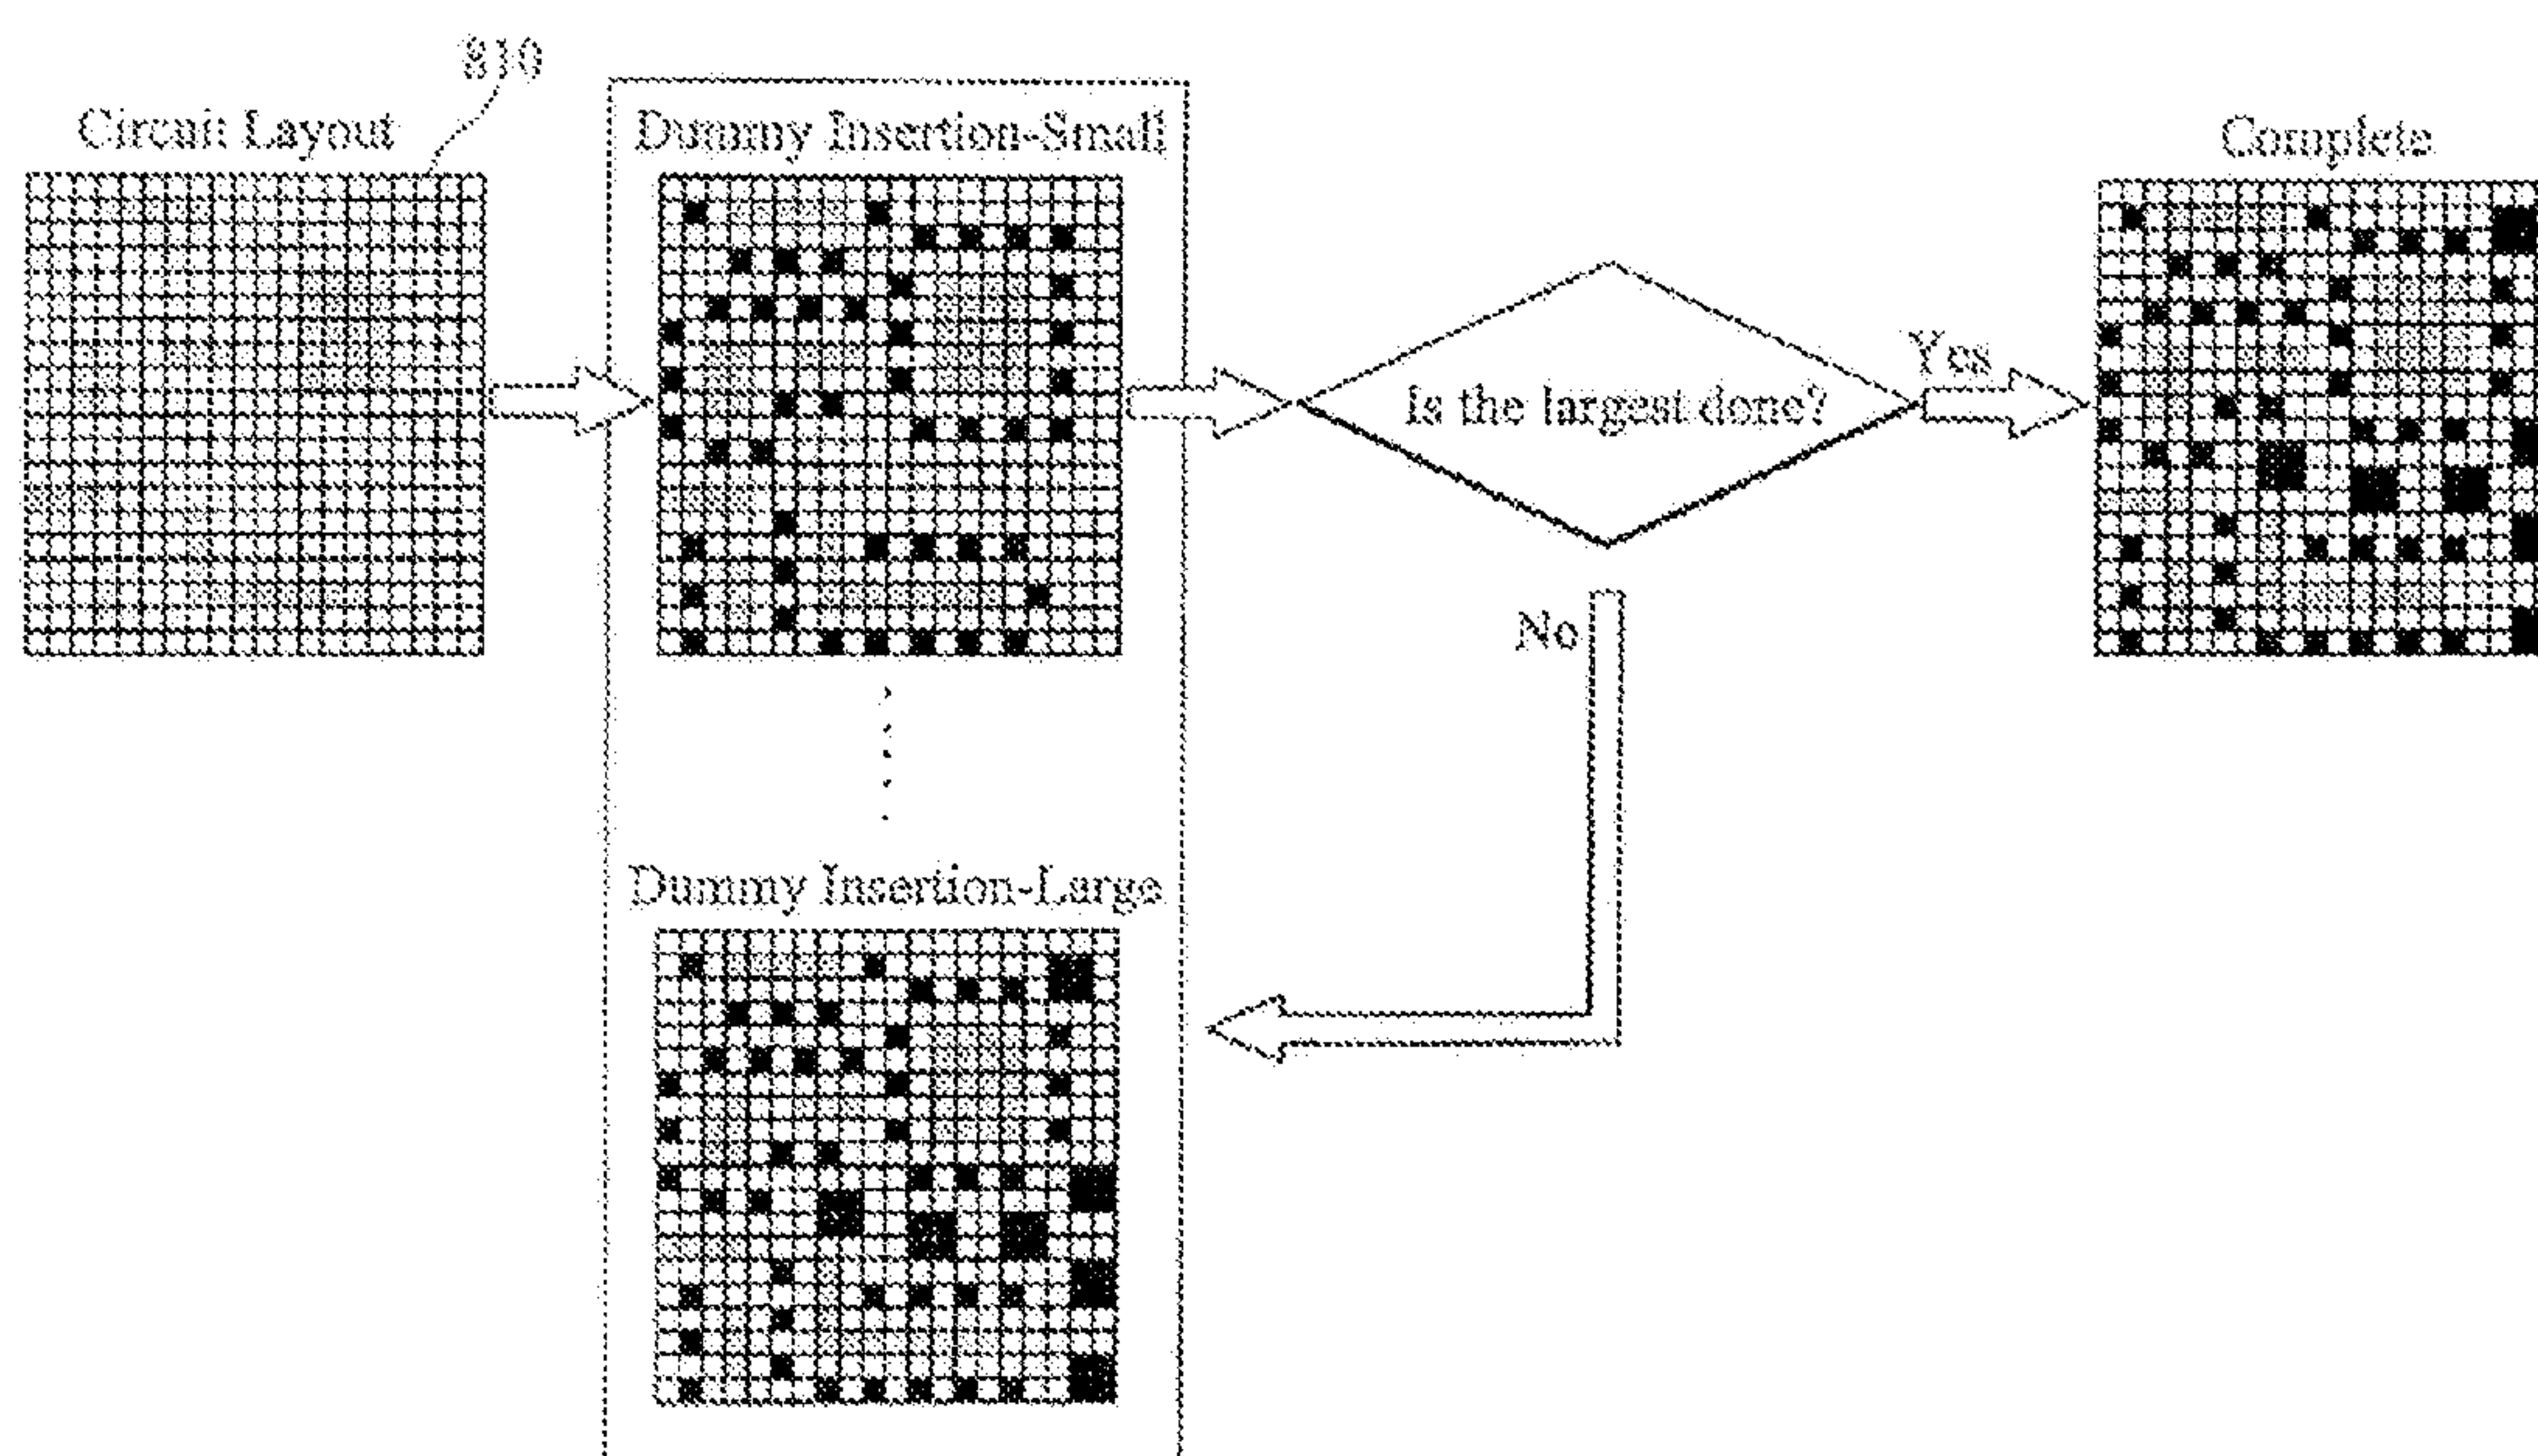 810
Circuit Layout
Dummy Insertion-Small
Complete
Is the largest done?
Yes
No
Dummy Insertion-Large